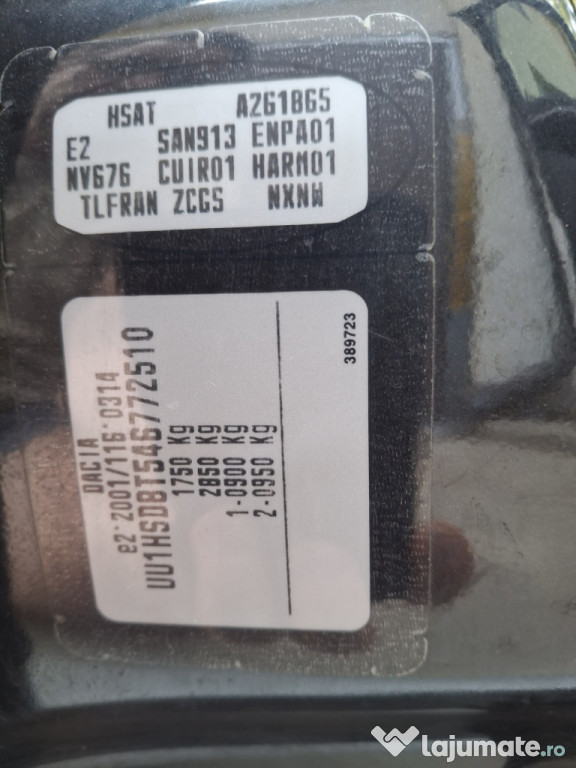 HSAT A261865
E2 SAN913 ENPA01
NV676 CUIR01 HARM01
TLFRAN ZCGS NXNW
DACIA
e2*2001/116*0314
UU1HSDBT546772510
1750 Kg
2850 Kg
1-0900 Kg
2-0950 Kg
389723
lajumate.ro